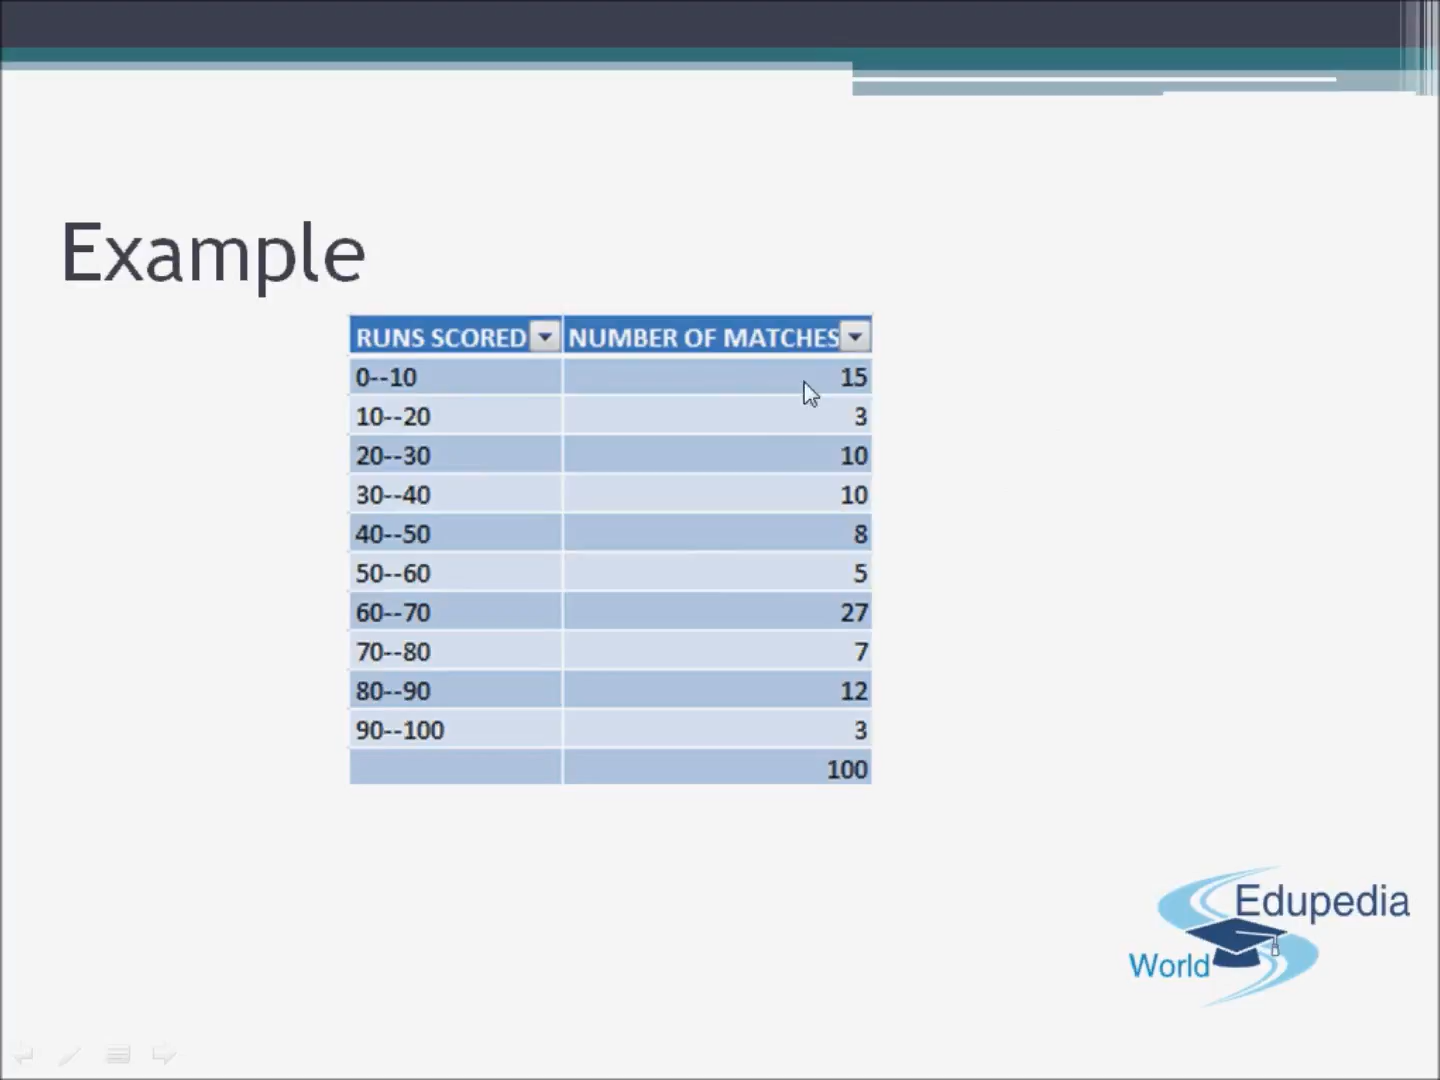 Example
RUNS SCORED NUMBER OF MATCHES
0--10 15
10--20 3
20--30 10
30--40 10
40--50 8
50--60 5
60--70 27
70--80 7
80--90 12
90--100 3
100
Edupedia
World